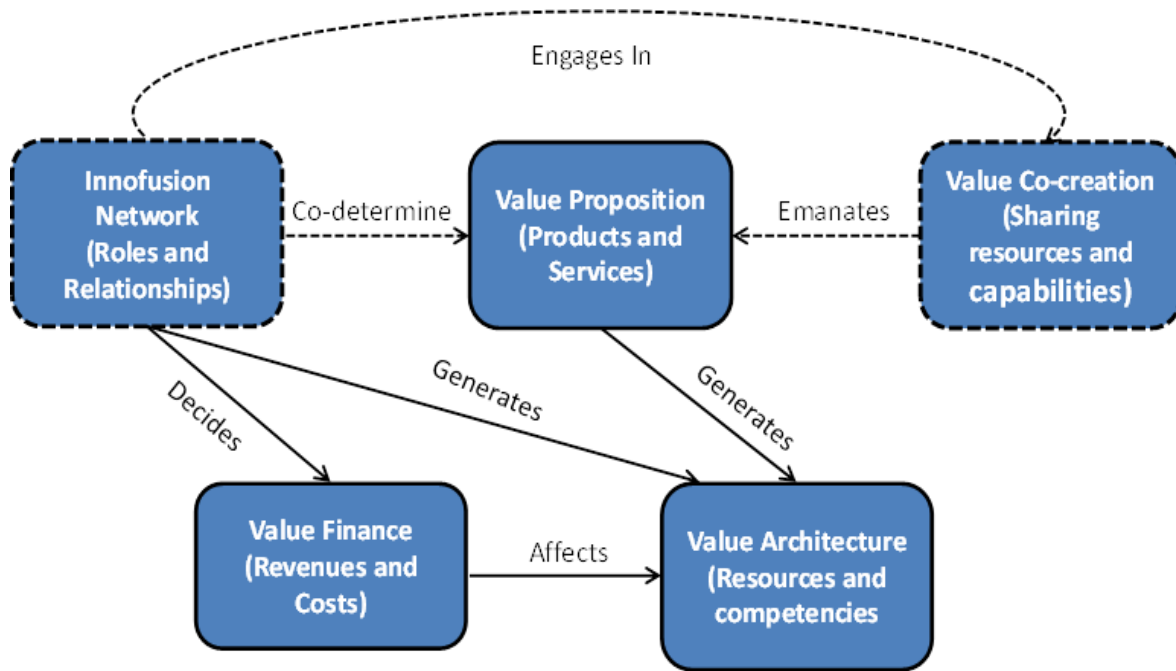 Engages In
Innofusion
Network
(Roles and
Relationships)
Co-determine
Value Proposition
(Products and
Services)
Emanates
Value Co-creation
(Sharing
resources and
capabilities)
Decides
Generates
Generates
Value Finance
(Revenues and
Costs)
Affects
Value Architecture
(Resources and
competencies